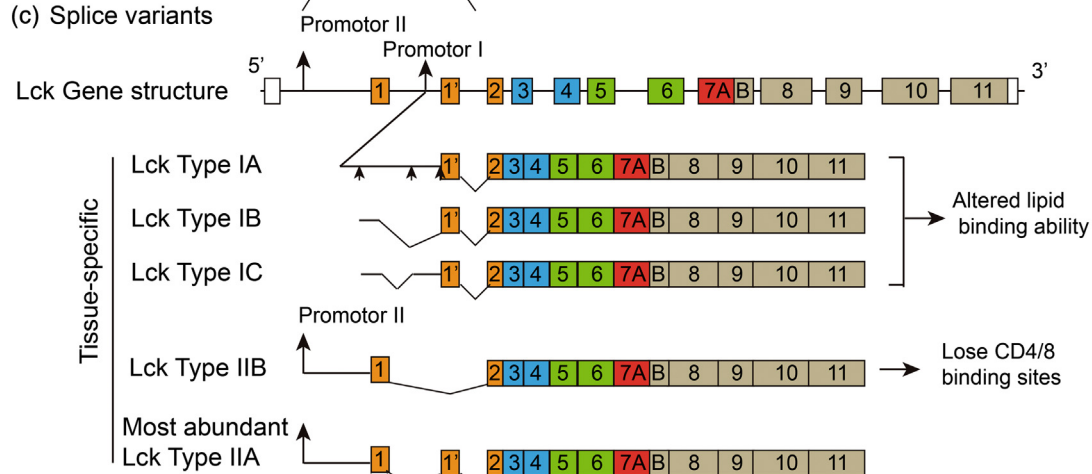 (c) Splice variants
Promotor II
Promotor I
5’ 3’
Lck Gene structure 1 1’ 2 3 4 5 6 7A B 8 9 10 11
Lck Type IA 1’ 2 3 4 5 6 7A B 8 9 10 11
Lck Type IB 1’ 2 3 4 5 6 7A B 8 9 10 11
Lck Type IC 1’ 2 3 4 5 6 7A B 8 9 10 11
Altered lipid
binding ability
Tissue-specific
Promotor II
Lck Type IIB 1 2 3 4 5 6 7A B 8 9 10 11
Lose CD4/8
binding sites
Most abundant
Lck Type IIA 1 1’ 2 3 4 5 6 7A B 8 9 10 11